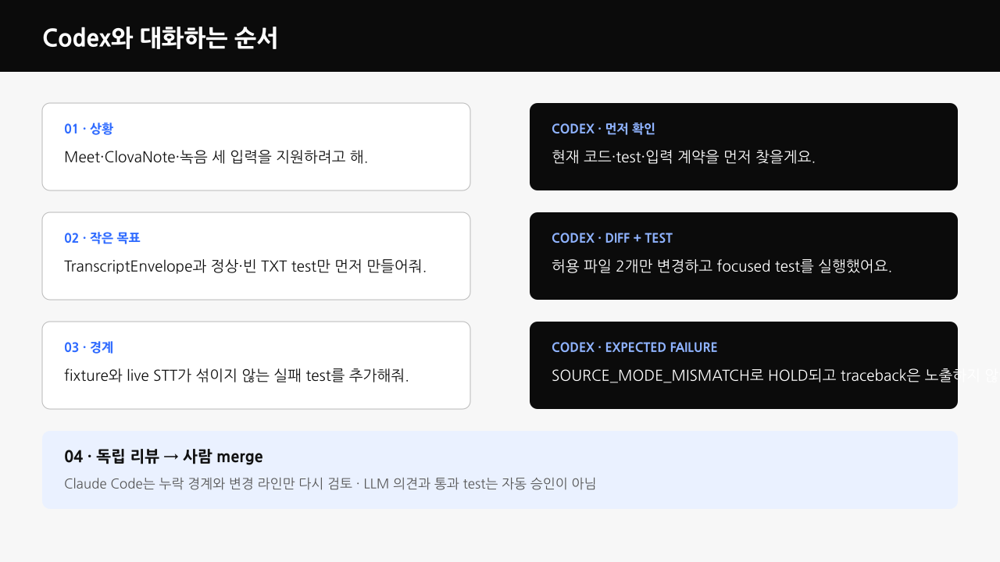 Codex와 대화하는 순서
01 · 상황
Meet·ClovaNote·녹음 세 입력을 지원하려고 해.
CODEX · 먼저 확인
현재 코드·test·입력 계약을 먼저 찾을게요.
02 · 작은 목표
TranscriptEnvelope과 정상·빈 TXT test만 먼저 만들어줘.
CODEX · DIFF + TEST
허용 파일 2개만 변경하고 focused test를 실행했어요.
03 · 경계
fixture와 live STT가 섞이지 않는 실패 test를 추가해줘.
CODEX · EXPECTED FAILURE
SOURCE_MODE_MISMATCH로 HOLD되고 traceback은 노출하지
04 · 독립 리뷰 → 사람 merge
Claude Code는 누락 경계와 변경 라인만 다시 검토 · LLM 의견과 통과 test는 자동 승인이 아님